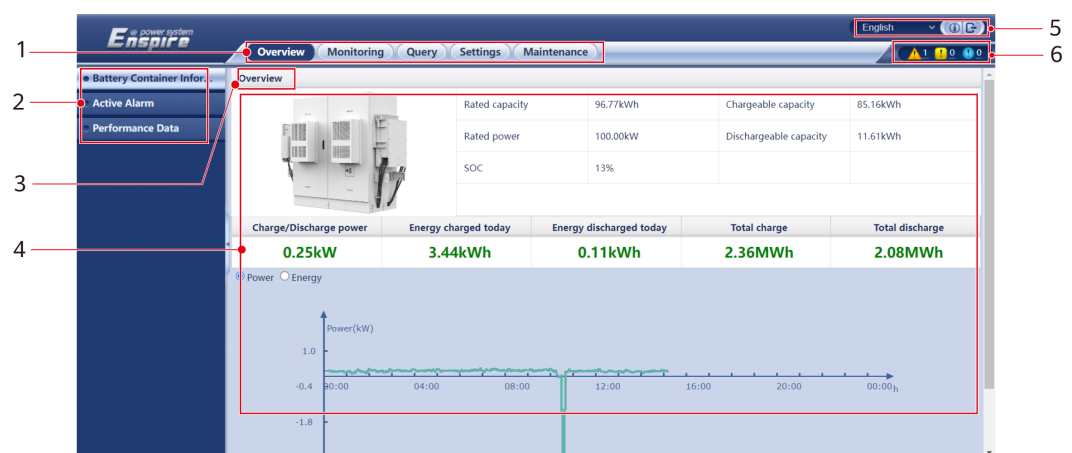 @ power system
Enspire
English
1 0 0
Overview Monitoring Query Settings Maintenance
Battery Container Infor...
Active Alarm
Performance Data
Overview
Rated capacity 96.77kWh Chargeable capacity 85.16kWh
Rated power 100.00kW Dischargeable capacity 11.61kWh
SOC 13%
Charge/Discharge power Energy charged today Energy discharged today Total charge Total discharge
0.25kW 3.44kWh 0.11kWh 2.36MWh 2.08MWh
Power Energy
Power(kW)
1.0
-0.4 00:00 04:00 08:00 12:00 16:00 20:00 00:00 h
-1.8
1
2
3
4
5
6